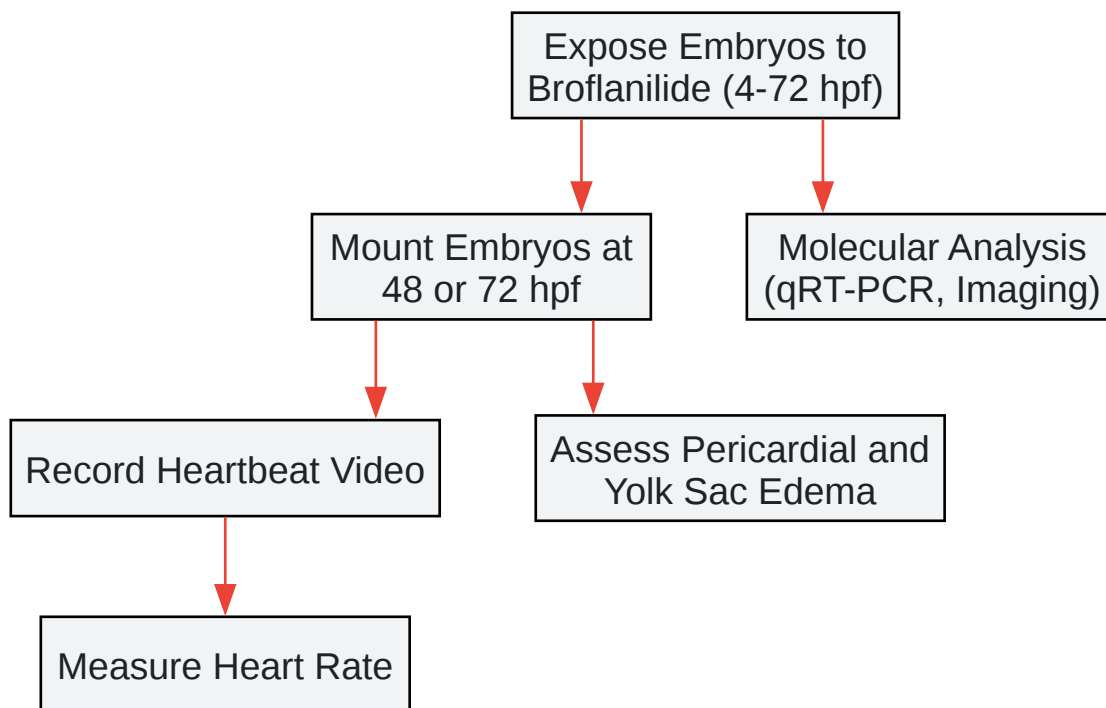 Expose Embryos to
Broflanilide (4-72 hpf)
Mount Embryos at
48 or 72 hpf
Molecular Analysis
(qRT-PCR, Imaging)
Record Heartbeat Video
Assess Pericardial and
Yolk Sac Edema
Measure Heart Rate